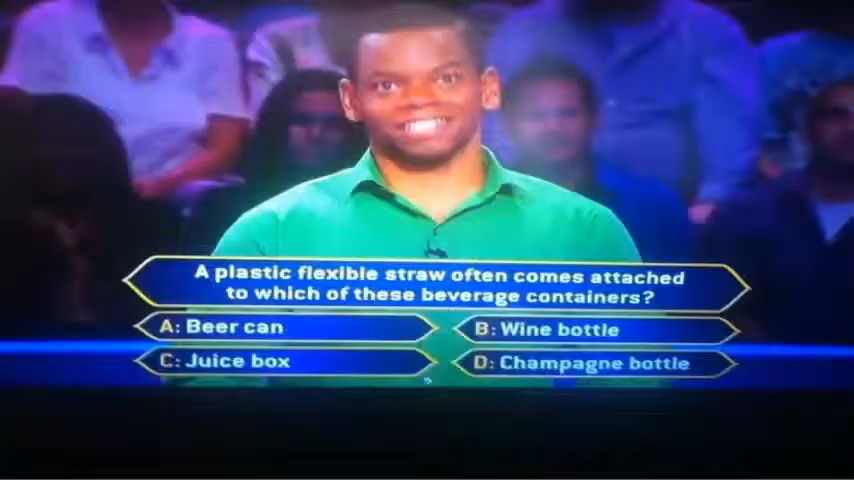 A plastic flexible straw often comes attached
to which of these beverage containers?
A: Beer can
B: Wine bottle
C: Juice box
D: Champagne bottle